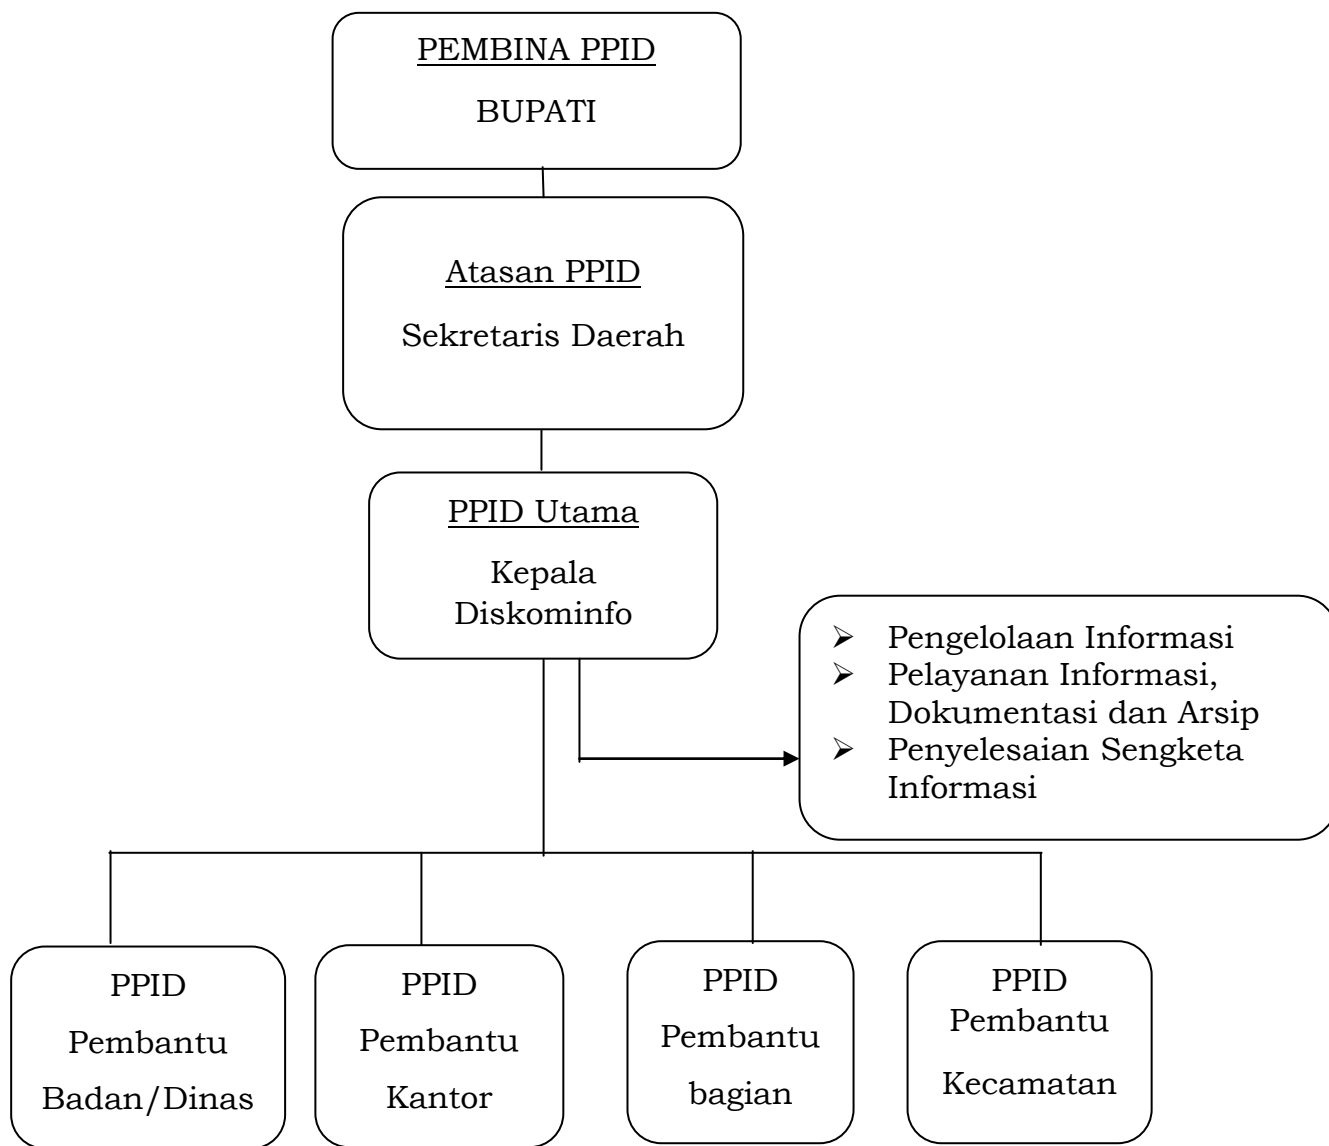 PEMBINA PPID
BUPATI
Atasan PPID
Sekretaris Daerah
PPID Utama
Kepala
Diskominfo
➢ Pengelolaan Informasi
➢ Pelayanan Informasi,
Dokumentasi dan Arsip
➢ Penyelesaian Sengketa
Informasi
PPID
Pembantu
Badan/Dinas
PPID
Pembantu
Kantor
PPID
Pembantu
bagian
PPID
Pembantu
Kecamatan